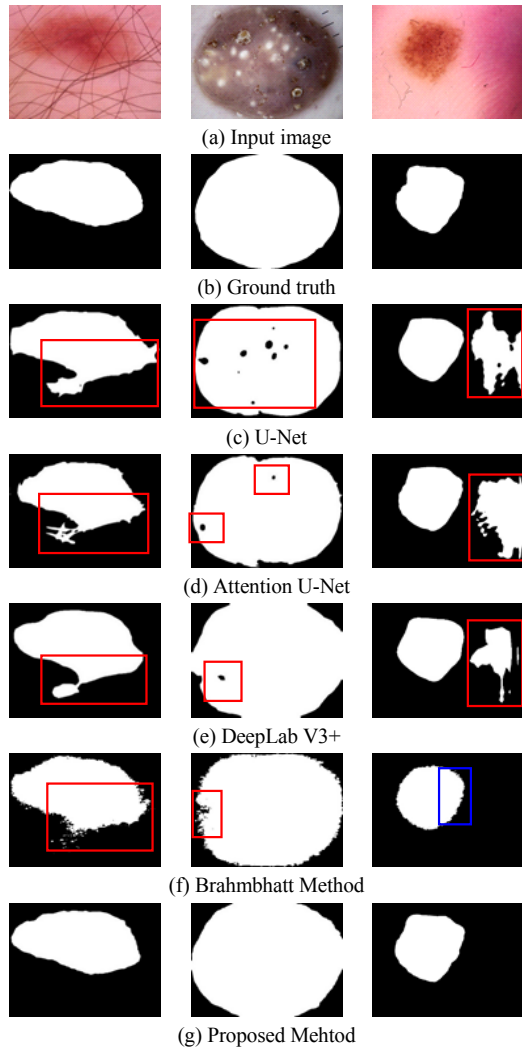 (a) Input image
(b) Ground truth
(c) U-Net
(d) Attention U-Net
(e) DeepLab V3+
(f) Brahmbhatt Method
(g) Proposed Mehtod